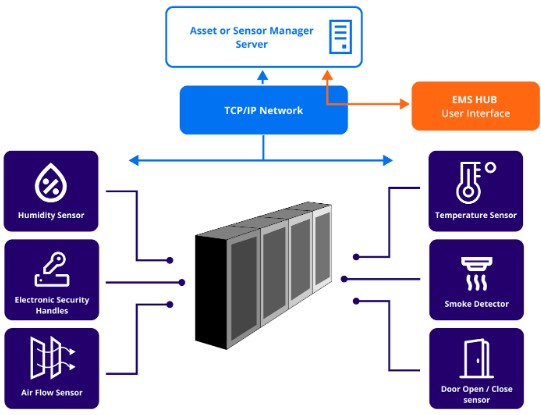 Asset or Sensor Manager
Server
TCP/IP Network
EMS HUB
User Interface
Humidity Sensor
Temperature Sensor
Electronic Security
Handles
Smoke Detector
Air Flow Sensor
Door Open / Close
sensor